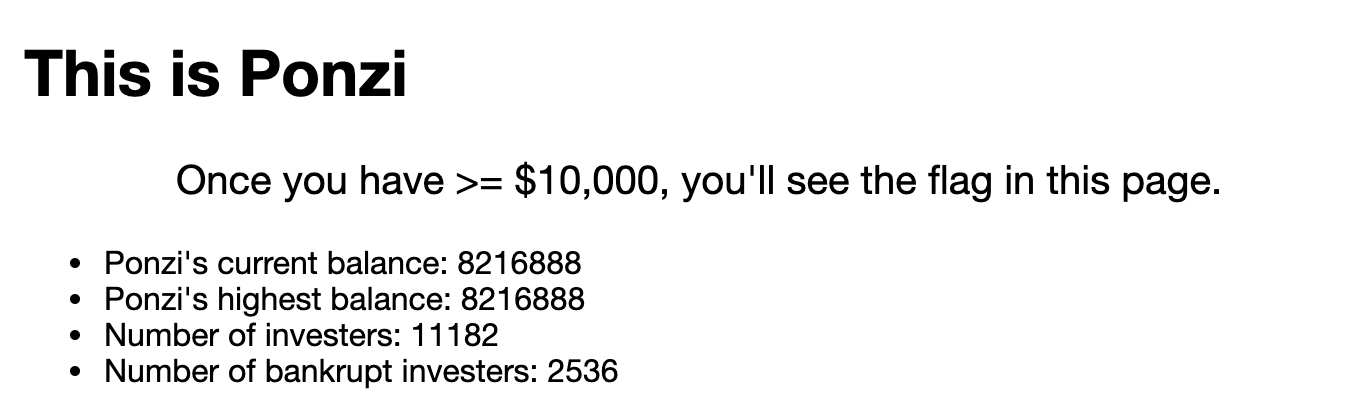 This is Ponzi
Once you have >= $10,000, you'll see the flag in this page.
• Ponzi's current balance: 8216888
• Ponzi's highest balance: 8216888
• Number of investers: 11182
• Number of bankrupt investers: 2536